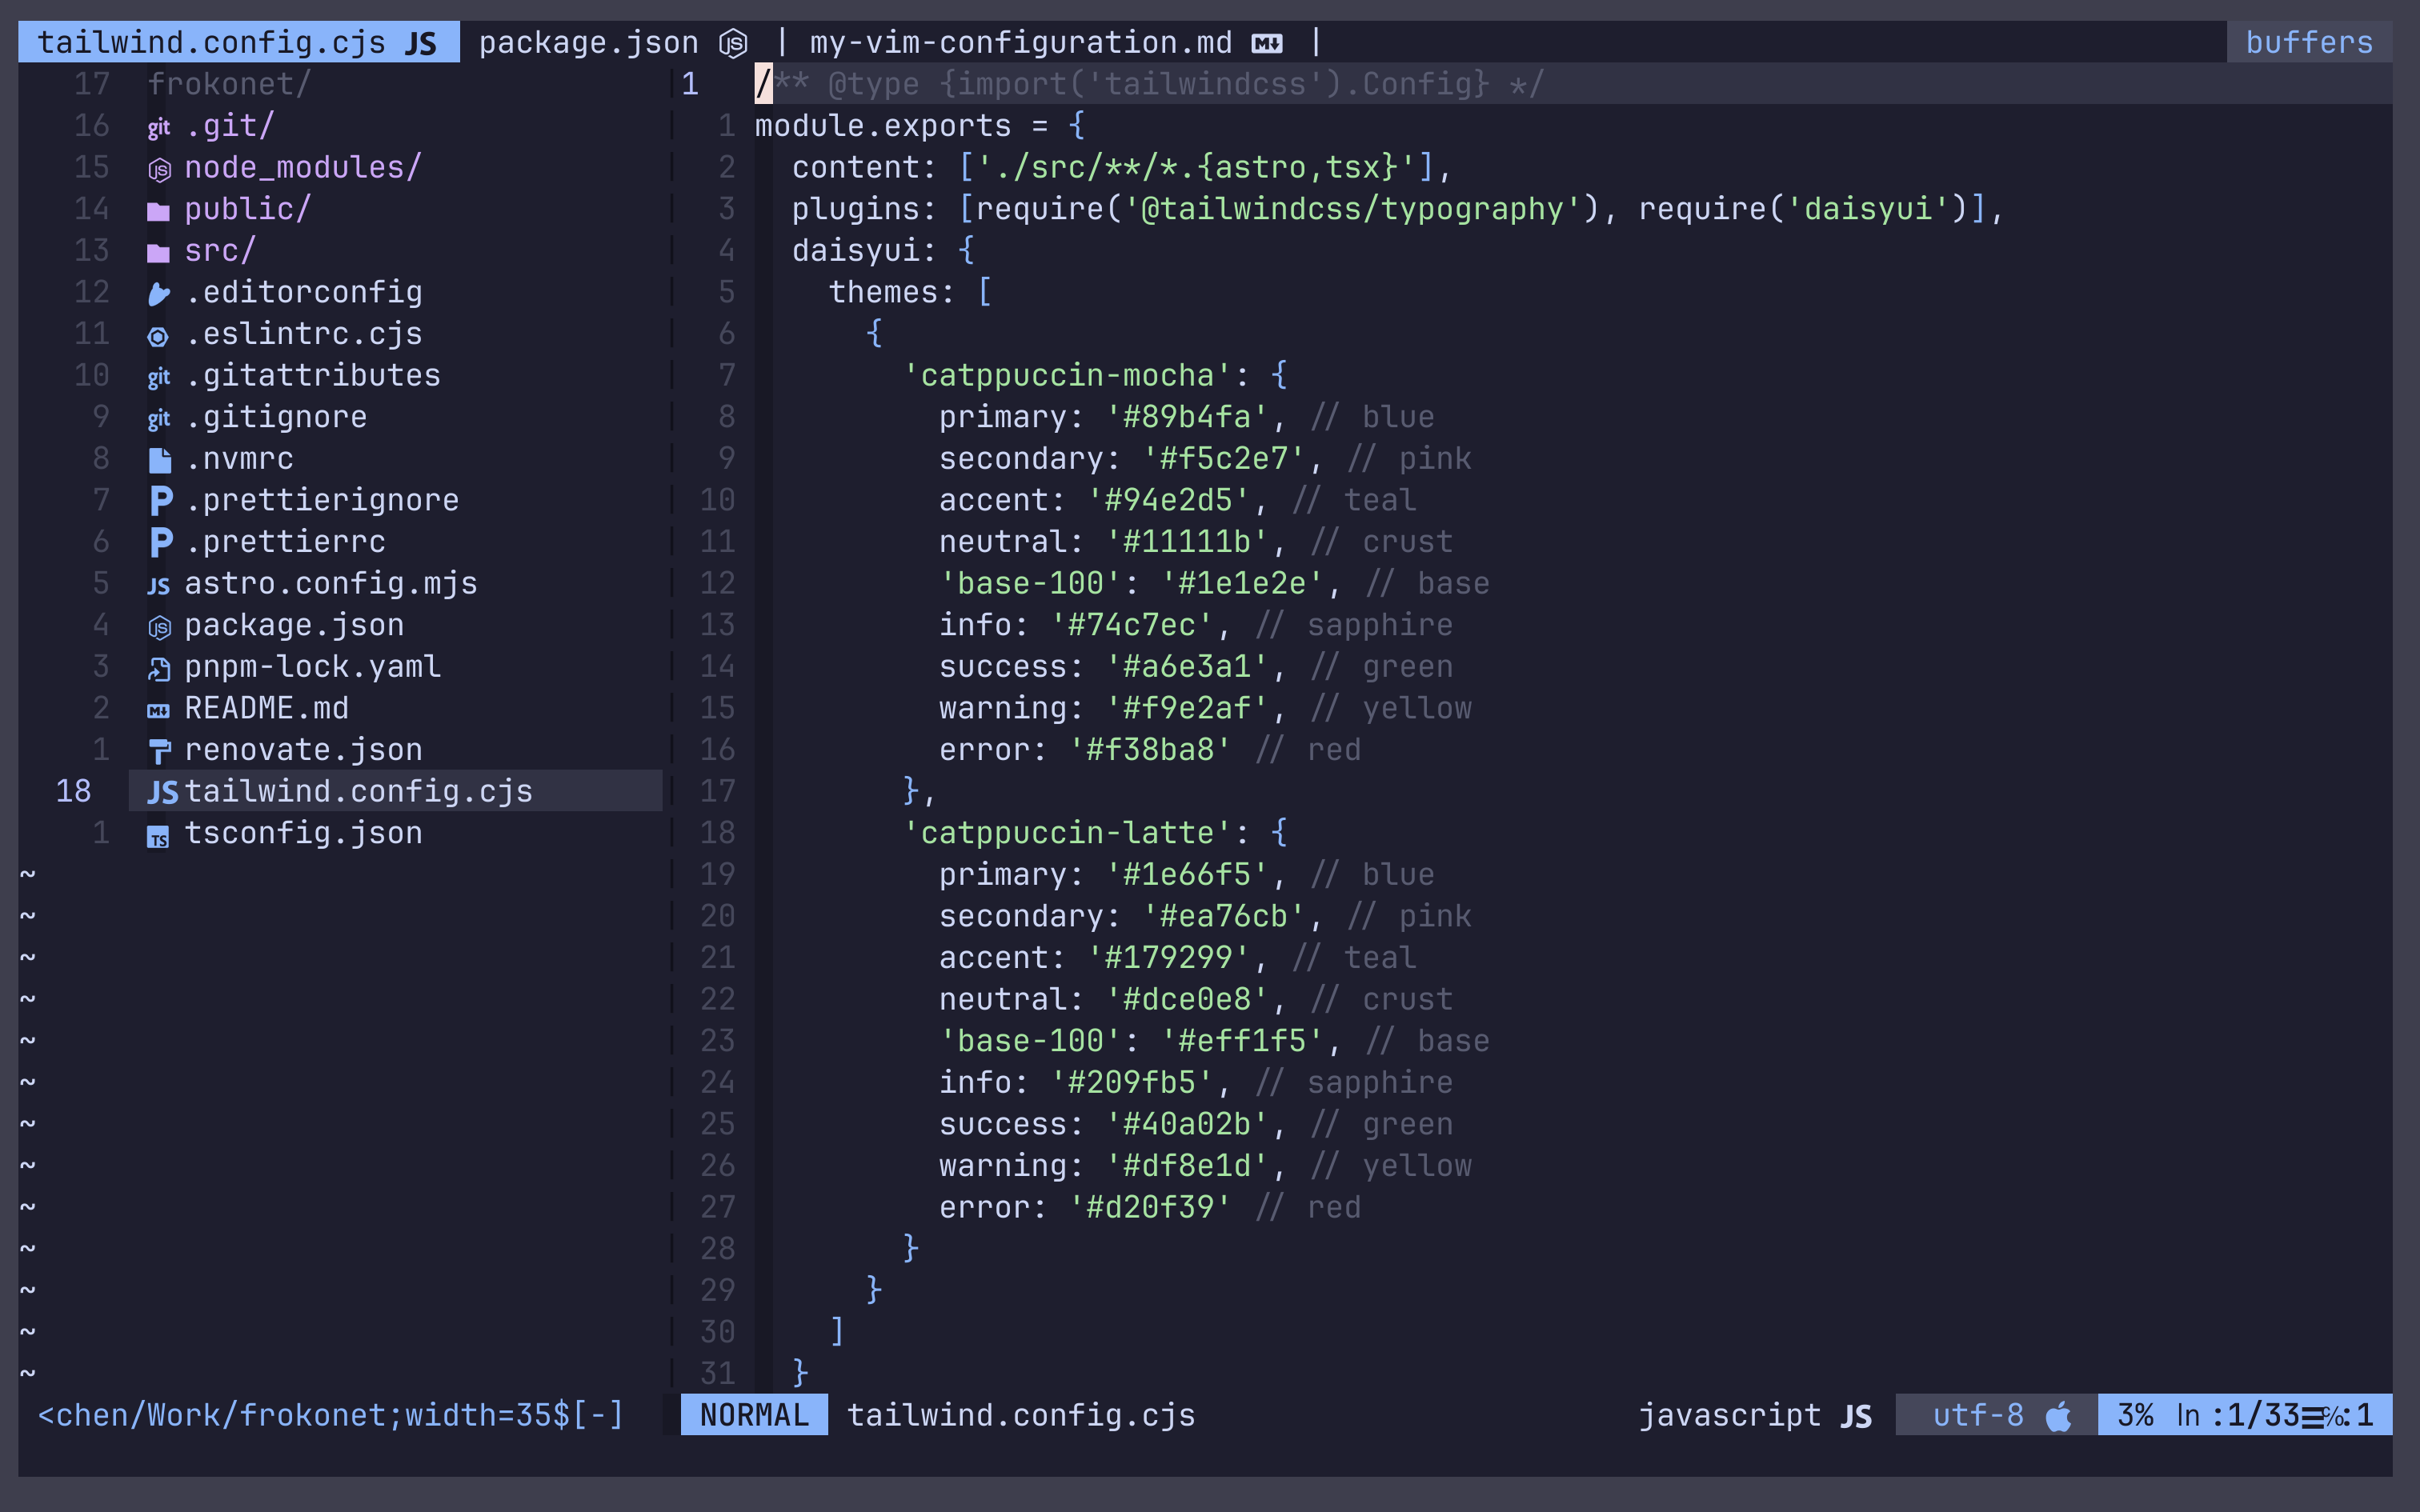 tailwind.config.cjs JS package.json | my-vim-configuration.md | buffers
17 frokonet/
16 git .git/
15 node_modules/
14 public/
13 src/
12 .editorconfig
11 .eslintrc.cjs
10 git .gitattributes
9 git .gitignore
8 .nvmrc
7 P .prettierignore
6 P .prettierrc
5 JS astro.config.mjs
4 package.json
3 pnpm-lock.yaml
2 README.md
1 renovate.json
18 JS tailwind.config.cjs
1 TS tsconfig.json
~
~
~
~
~
~
~
~
~
~
~
~
~
<chen/Work/frokonet;width=35$[-]
1 /** @type {import('tailwindcss').Config} */
1 module.exports = {
2 content: ['./src/**/*.{astro,tsx}'],
3 plugins: [require('@tailwindcss/typography'), require('daisyui')],
4 daisyui: {
5 themes: [
6 {
7 'catppuccin-mocha': {
8 primary: '#89b4fa', // blue
9 secondary: '#f5c2e7', // pink
10 accent: '#94e2d5', // teal
11 neutral: '#11111b', // crust
12 'base-100': '#1e1e2e', // base
13 info: '#74c7ec', // sapphire
14 success: '#a6e3a1', // green
15 warning: '#f9e2af', // yellow
16 error: '#f38ba8' // red
17 },
18 'catppuccin-latte': {
19 primary: '#1e66f5', // blue
20 secondary: '#ea76cb', // pink
21 accent: '#179299', // teal
22 neutral: '#dce0e8', // crust
23 'base-100': '#eff1f5', // base
24 info: '#209fb5', // sapphire
25 success: '#40a02b', // green
26 warning: '#df8e1d', // yellow
27 error: '#d20f39' // red
28 }
29 }
30 ]
31 }
NORMAL tailwind.config.cjs javascript JS utf-8 3% ln :1/33☰℅:1